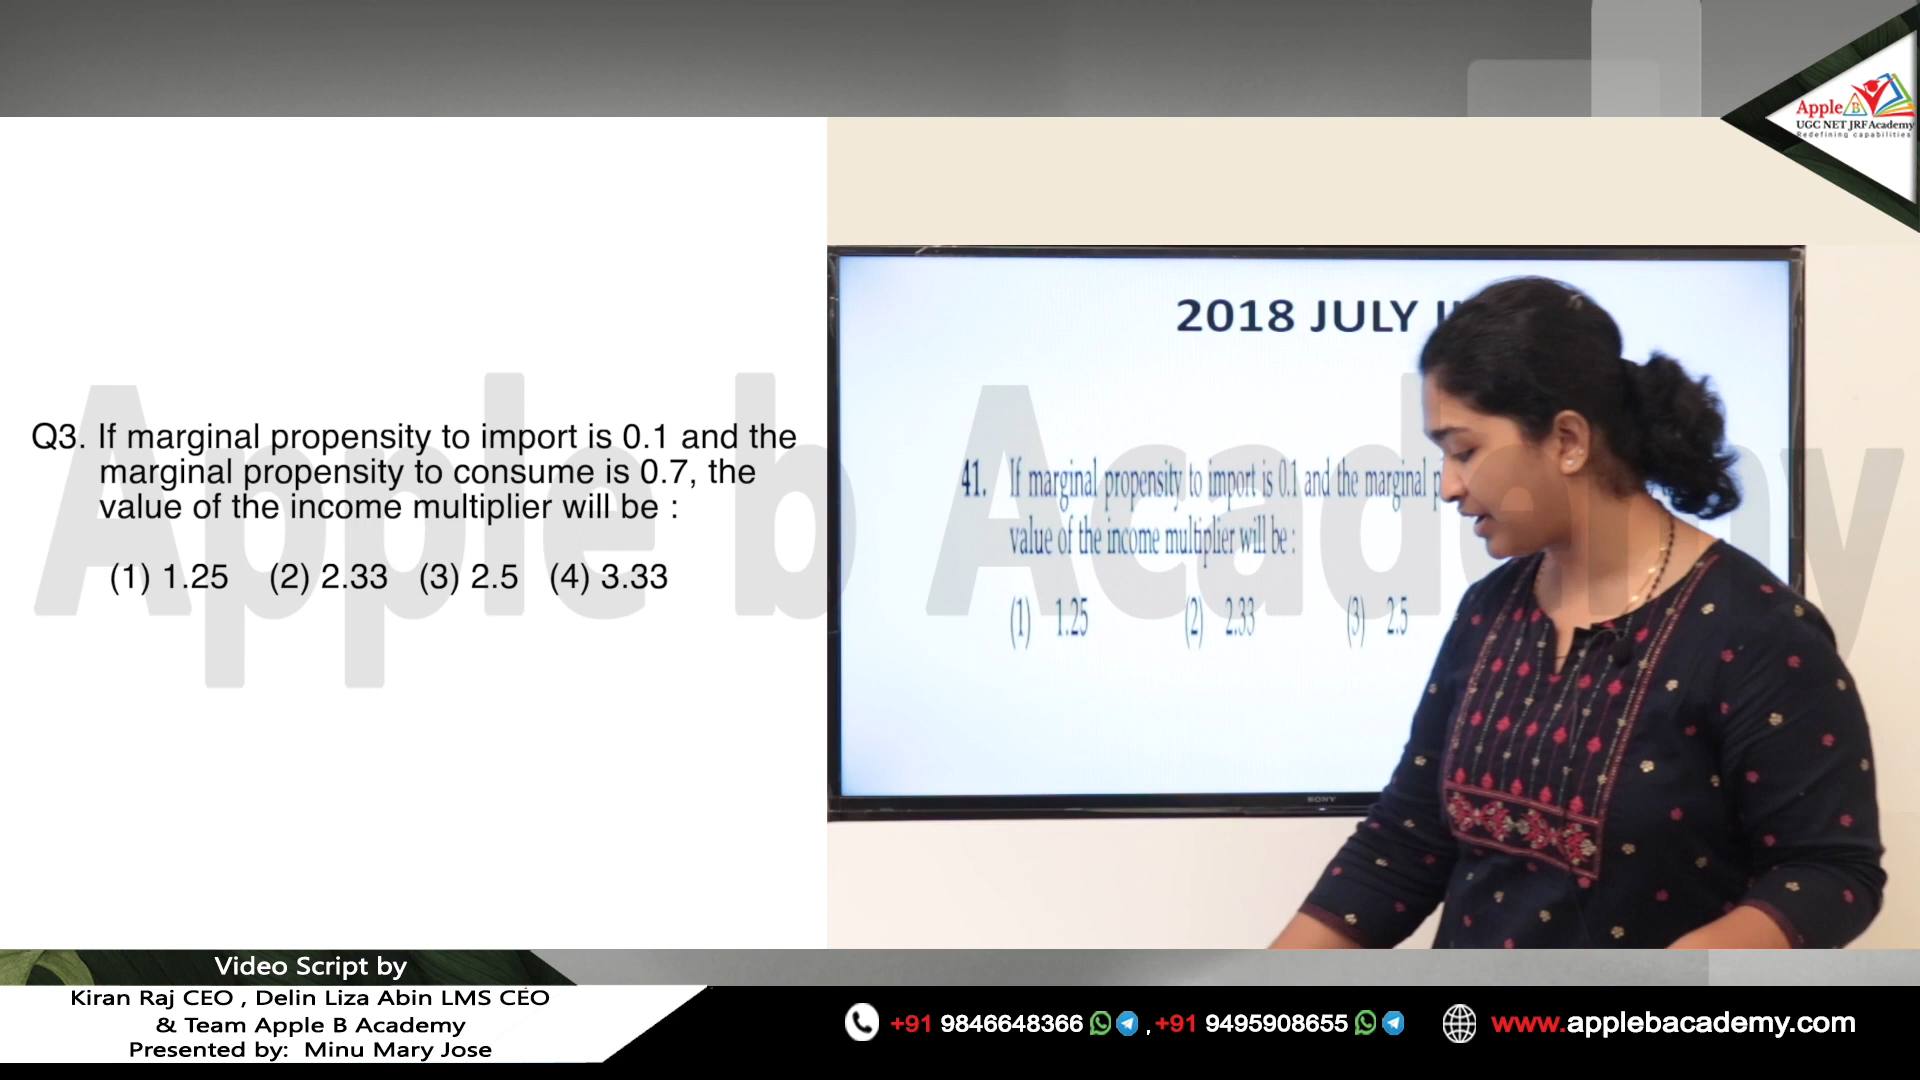 Apple B
UGC NET JRF Academy
Redefining capabilities
2018 JULY
Q3. If marginal propensity to import is 0.1 and the
marginal propensity to consume is 0.7, the
value of the income multiplier will be :
(1) 1.25 (2) 2.33 (3) 2.5 (4) 3.33
41. If marginal propensity to import is 0.1 and the marginal
value of the income multiplier will be :
(1) 1.25 (2) 2.33 (3) 2.5
Apple b Academy
SONY
Video Script by
Kiran Raj CEO , Delin Liza Abin LMS CEO
& Team Apple B Academy
Presented by: Minu Mary Jose
+91 9846648366 , +91 9495908655
www.applebacademy.com